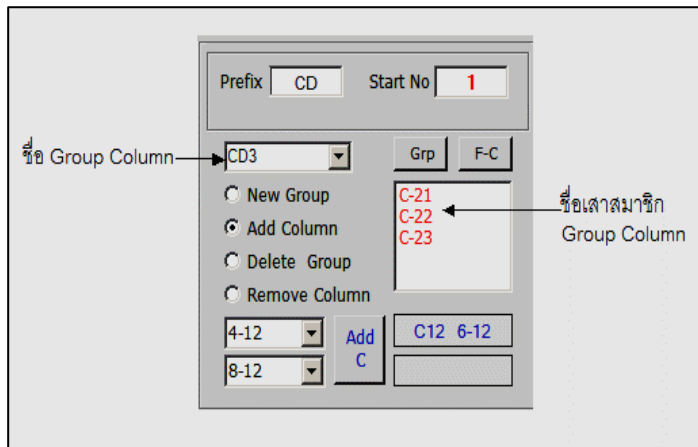 Prefix CD Start No 1
ชื่อ Group Column
CD3
Grp F-C
New Group
Add Column
Delete Group
Remove Column
C-21
C-22
C-23
ชื่อเสาสมาชิก
Group Column
4-12
8-12
Add
C
C12 6-12